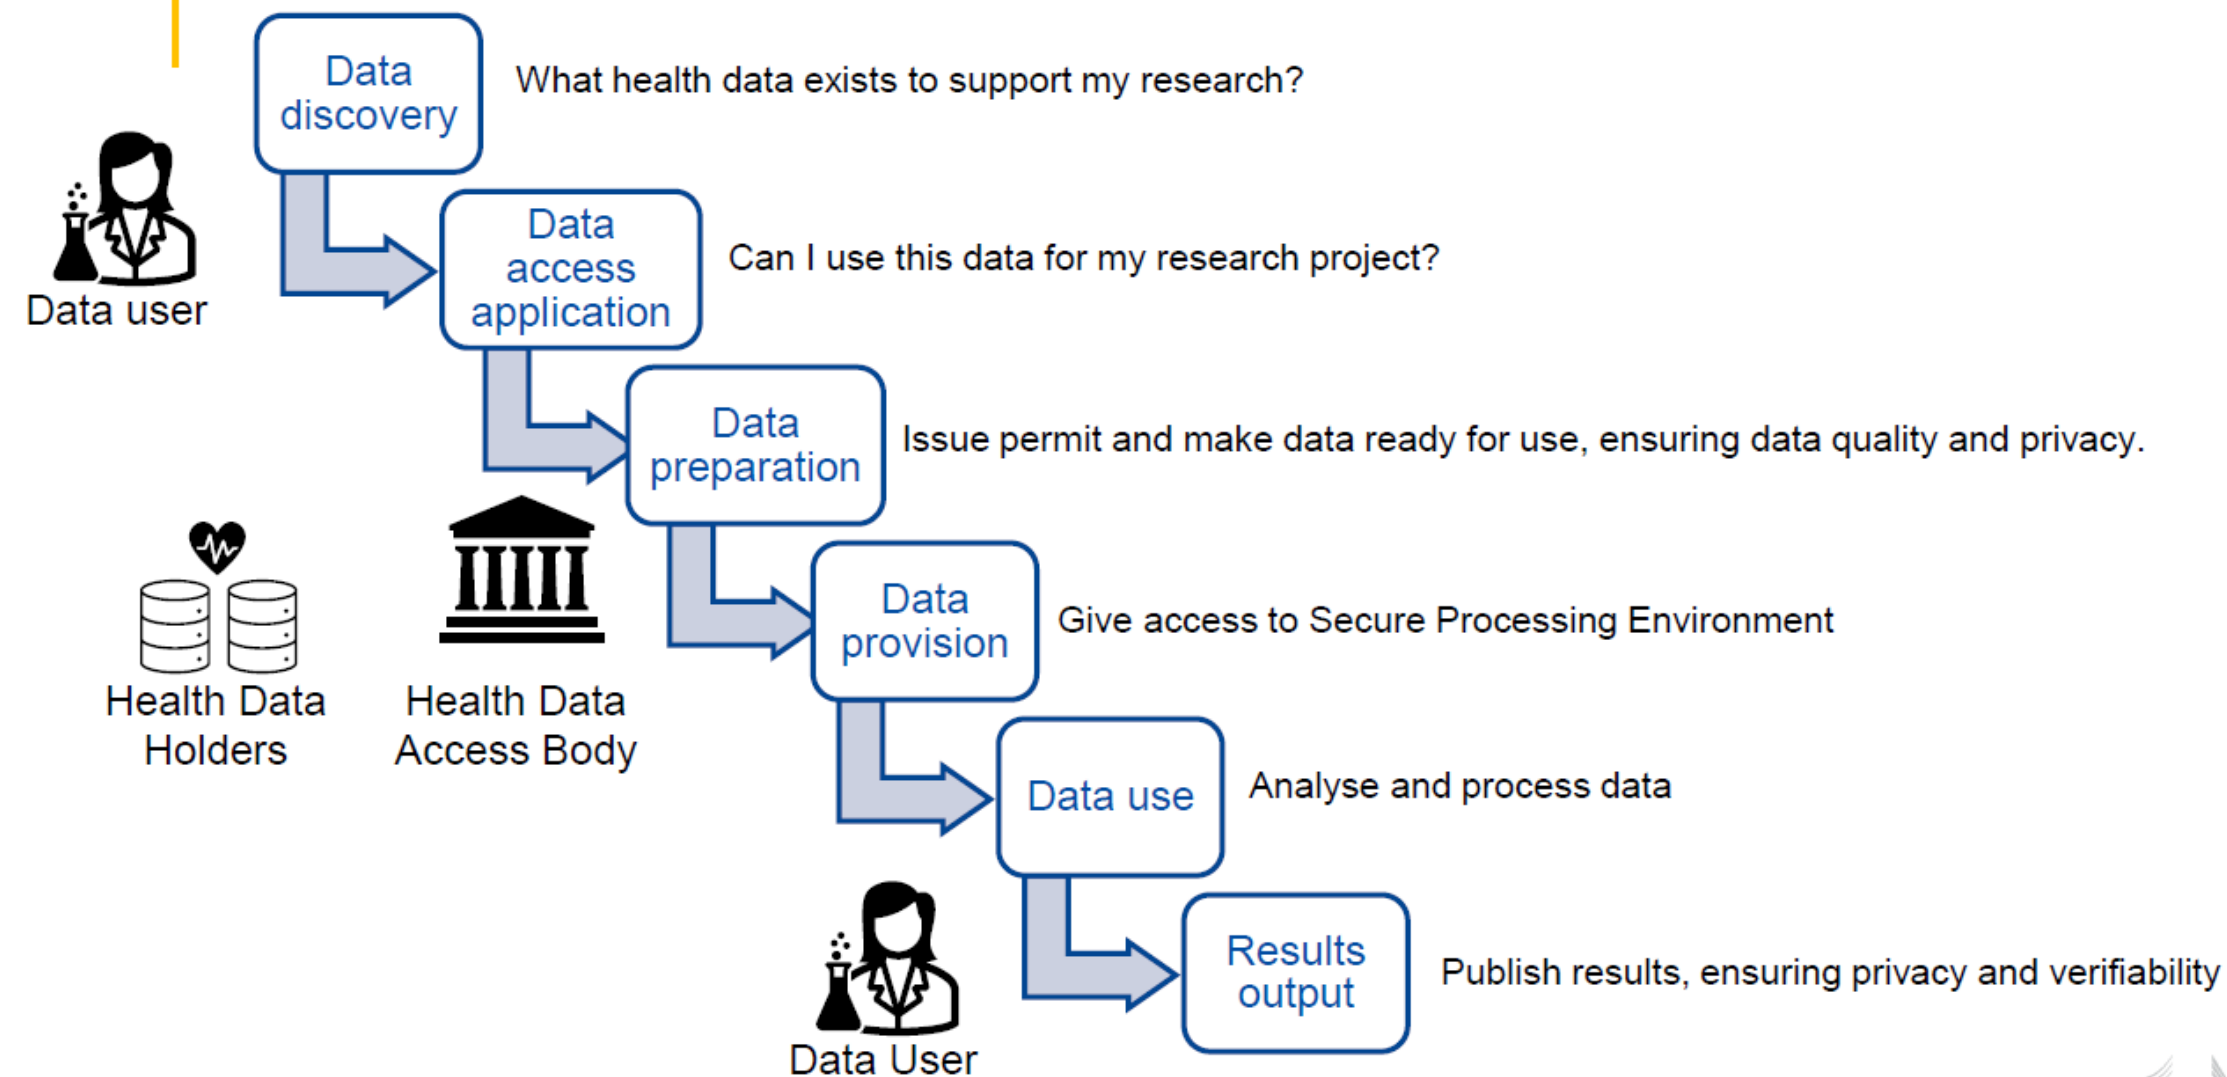 Data
discovery
What health data exists to support my research?
Data user
Data
access
application
Can I use this data for my research project?
Data
preparation
Issue permit and make data ready for use, ensuring data quality and privacy.
Health Data
Holders
Health Data
Access Body
Data
provision
Give access to Secure Processing Environment
Data use
Analyse and process data
Data User
Results
output
Publish results, ensuring privacy and verifiability